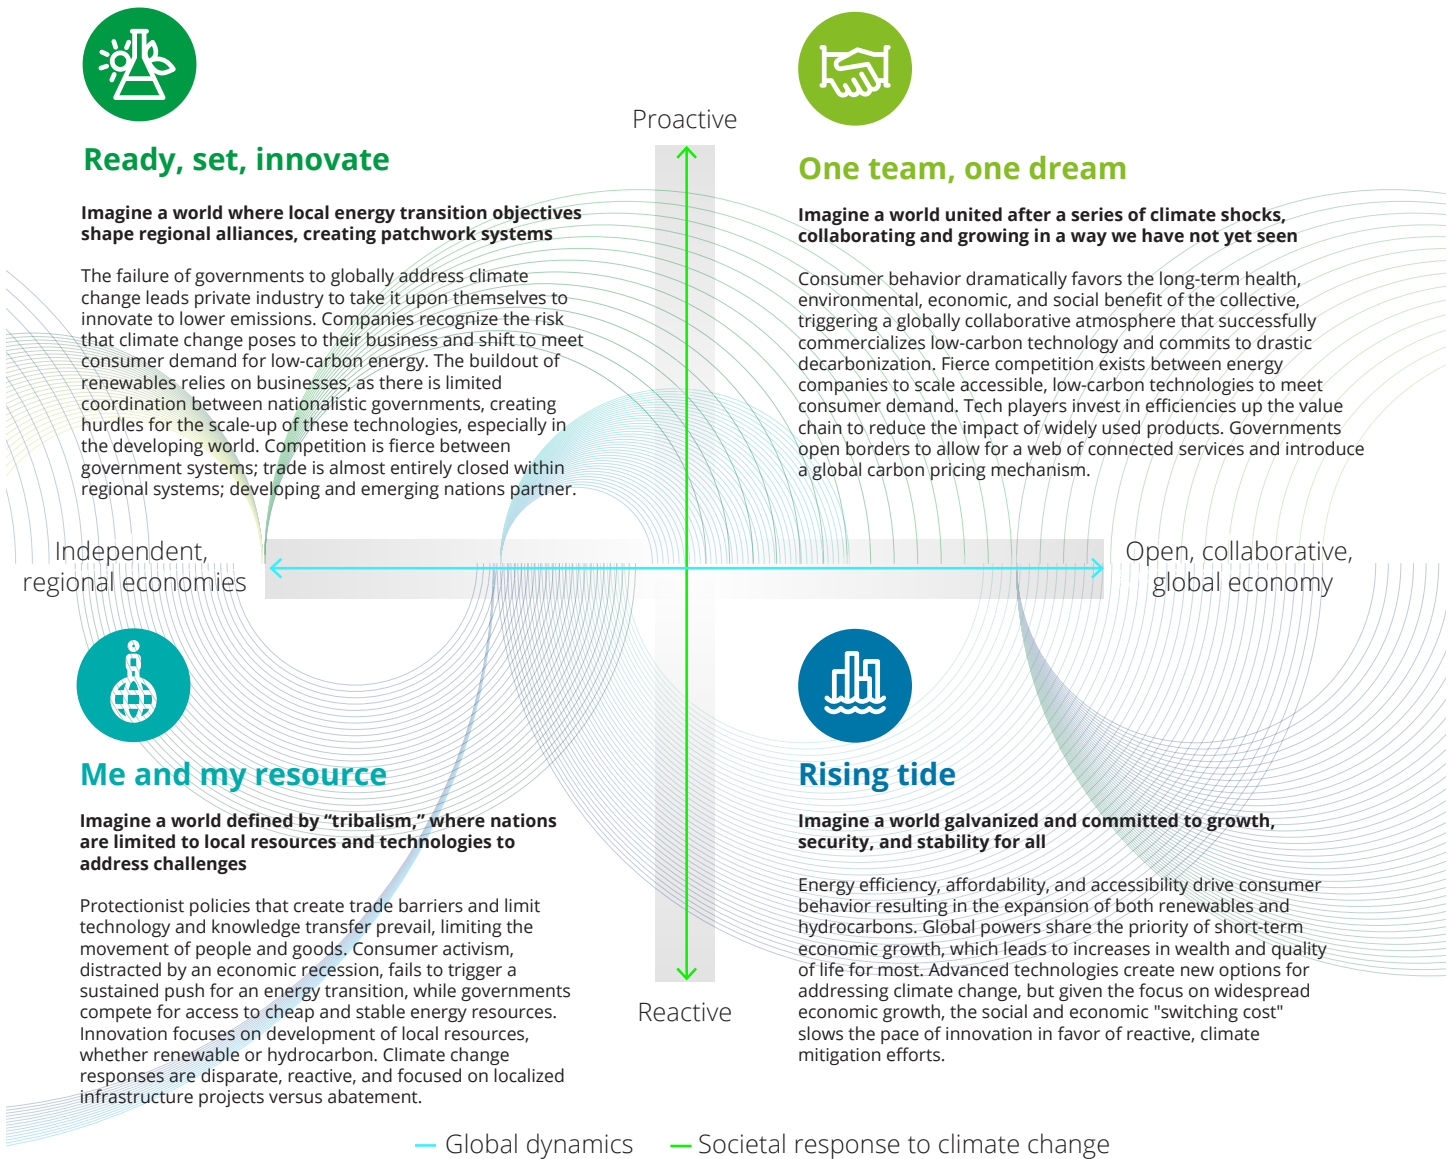 Proactive
Ready, set, innovate
Imagine a world where local energy transition objectives
shape regional alliances, creating patchwork systems
The failure of governments to globally address climate
change leads private industry to take it upon themselves to
innovate to lower emissions. Companies recognize the risk
that climate change poses to their business and shift to meet
consumer demand for low-carbon energy. The buildout of
renewables relies on businesses, as there is limited
coordination between nationalistic governments, creating
hurdles for the scale-up of these technologies, especially in
the developing world. Competition is fierce between
government systems; trade is almost entirely closed within
regional systems; developing and emerging nations partner.
One team, one dream
Imagine a world united after a series of climate shocks,
collaborating and growing in a way we have not yet seen
Consumer behavior dramatically favors the long-term health,
environmental, economic, and social benefit of the collective,
triggering a globally collaborative atmosphere that successfully
commercializes low-carbon technology and commits to drastic
decarbonization. Fierce competition exists between energy
companies to scale accessible, low-carbon technologies to meet
consumer demand. Tech players invest in efficiencies up the value
chain to reduce the impact of widely used products. Governments
open borders to allow for a web of connected services and introduce
a global carbon pricing mechanism.
Independent,
regional economies
Open, collaborative,
global economy
Me and my resource
Imagine a world defined by “tribalism,” where nations
are limited to local resources and technologies to
address challenges
Protectionist policies that create trade barriers and limit
technology and knowledge transfer prevail, limiting the
movement of people and goods. Consumer activism,
distracted by an economic recession, fails to trigger a
sustained push for an energy transition, while governments
compete for access to cheap and stable energy resources.
Innovation focuses on development of local resources,
whether renewable or hydrocarbon. Climate change
responses are disparate, reactive, and focused on localized
infrastructure projects versus abatement.
Rising tide
Imagine a world galvanized and committed to growth,
security, and stability for all
Energy efficiency, affordability, and accessibility drive consumer
behavior resulting in the expansion of both renewables and
hydrocarbons. Global powers share the priority of short-term
economic growth, which leads to increases in wealth and quality
of life for most. Advanced technologies create new options for
addressing climate change, but given the focus on widespread
economic growth, the social and economic "switching cost"
slows the pace of innovation in favor of reactive, climate
mitigation efforts.
Reactive
Global dynamics
Societal response to climate change